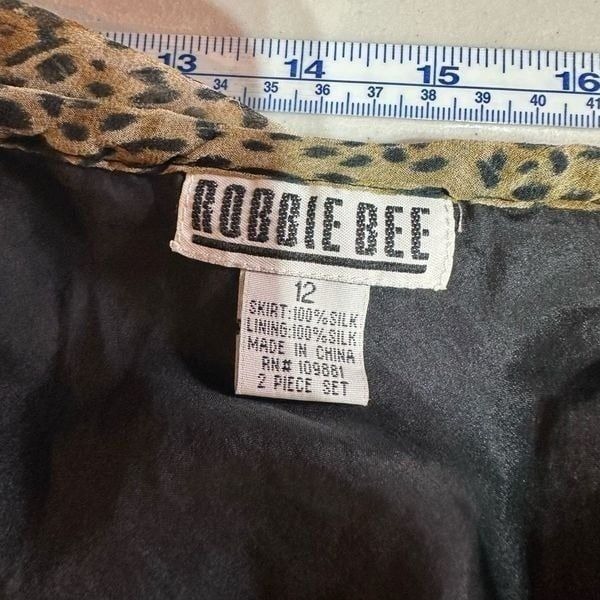 13 14 15 16
34 35 36 37 38 39 40 41
ROBBIE BEE
12
SKIRT:100%SILK
LINING:100%SILK
MADE IN CHINA
RN# 109881
2 PIECE SET